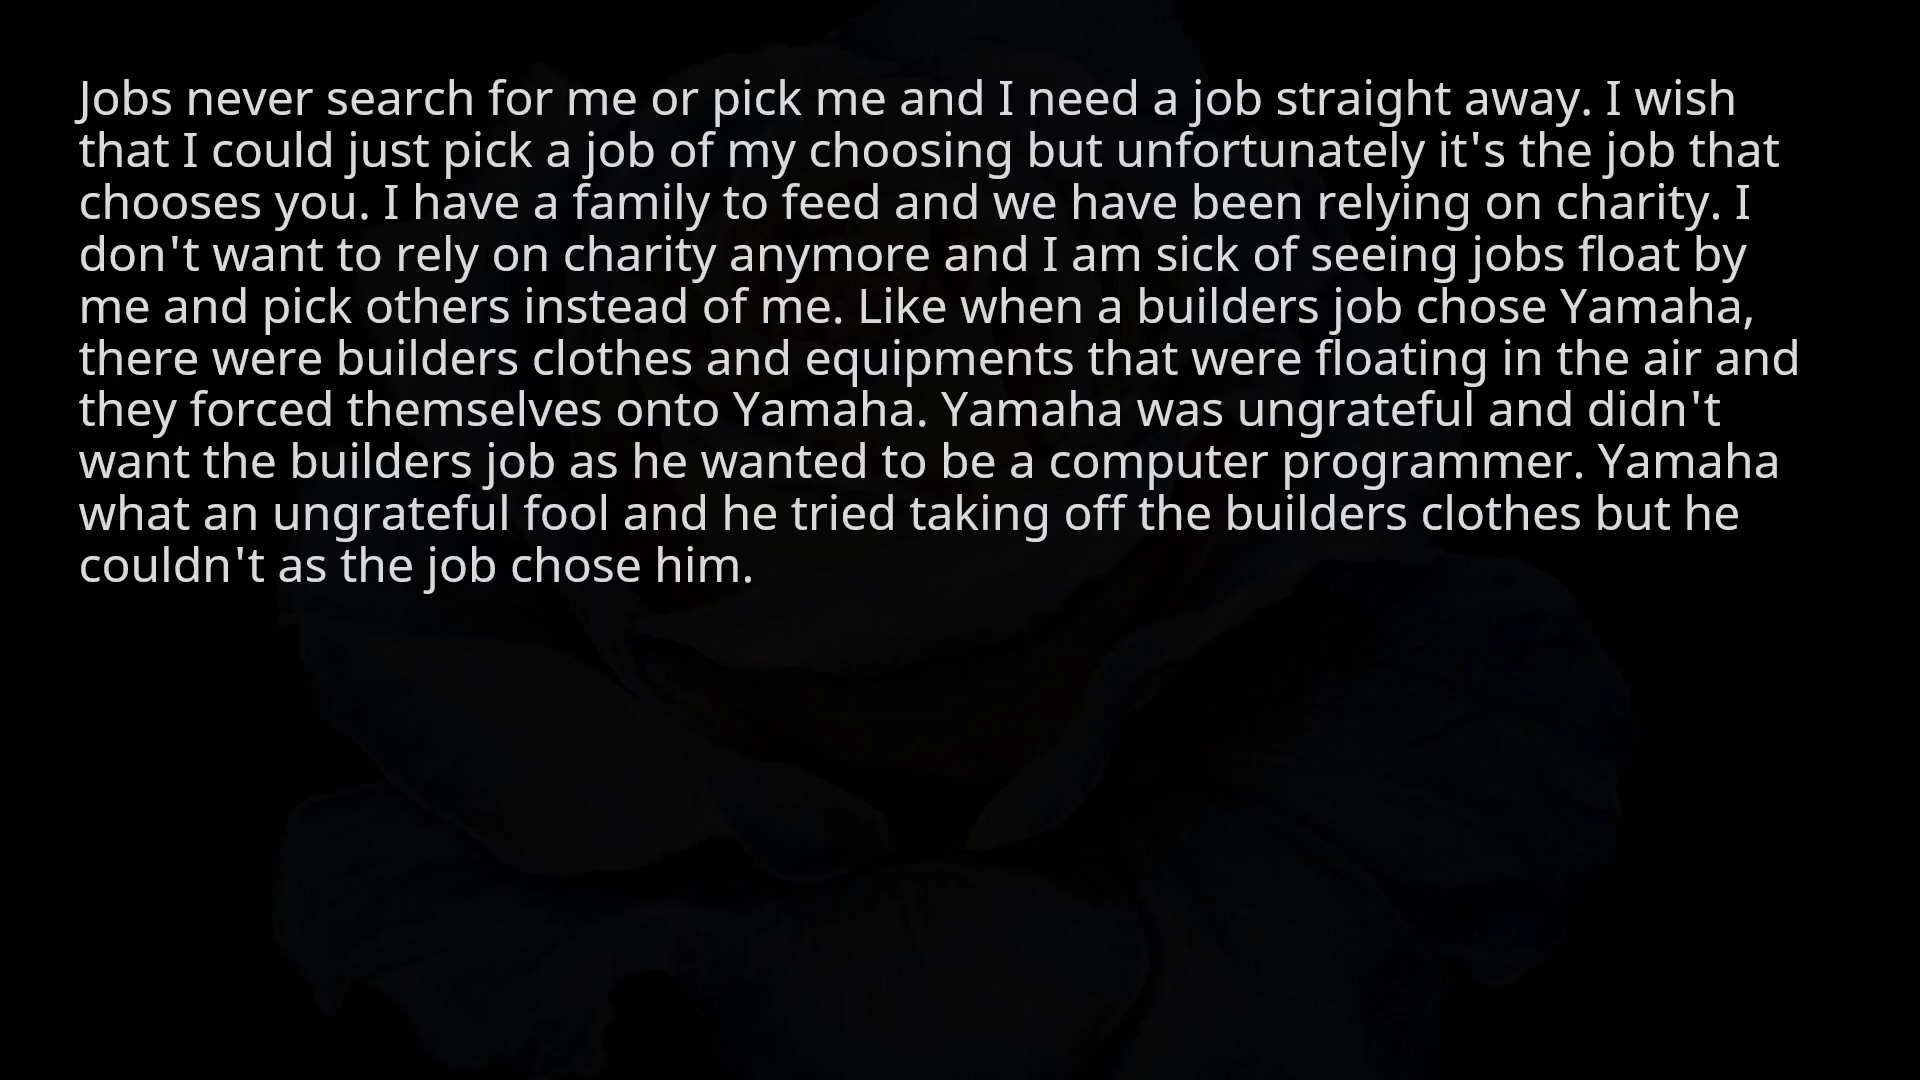 Jobs never search for me or pick me and I need a job straight away. I wish
that I could just pick a job of my choosing but unfortunately it's the job that
chooses you. I have a family to feed and we have been relying on charity. I
don't want to rely on charity anymore and I am sick of seeing jobs float by
me and pick others instead of me. Like when a builders job chose Yamaha,
there were builders clothes and equipments that were floating in the air and
they forced themselves onto Yamaha. Yamaha was ungrateful and didn't
want the builders job as he wanted to be a computer programmer. Yamaha
what an ungrateful fool and he tried taking off the builders clothes but he
couldn't as the job chose him.